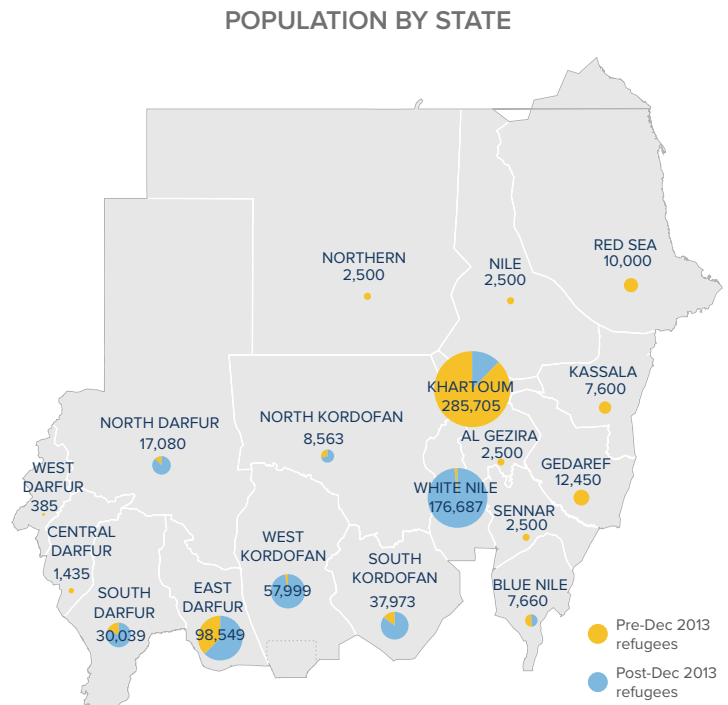 POPULATION BY STATE
NORTHERN
2,500
NILE
2,500
RED SEA
10,000
KHARTOUM
285,705
KASSALA
7,600
NORTH DARFUR
17,080
NORTH KORDOFAN
8,563
AL GEZIRA
2,500
GEDAREF
12,450
WEST
DARFUR
385
WHITE NILE
176,687
SENNAR
2,500
CENTRAL
DARFUR
1,435
WEST
KORDOFAN
57,999
SOUTH
KORDOFAN
37,973
SOUTH
DARFUR
30,039
EAST
DARFUR
98,549
BLUE NILE
7,660
Pre-Dec 2013
refugees
Post-Dec 2013
refugees